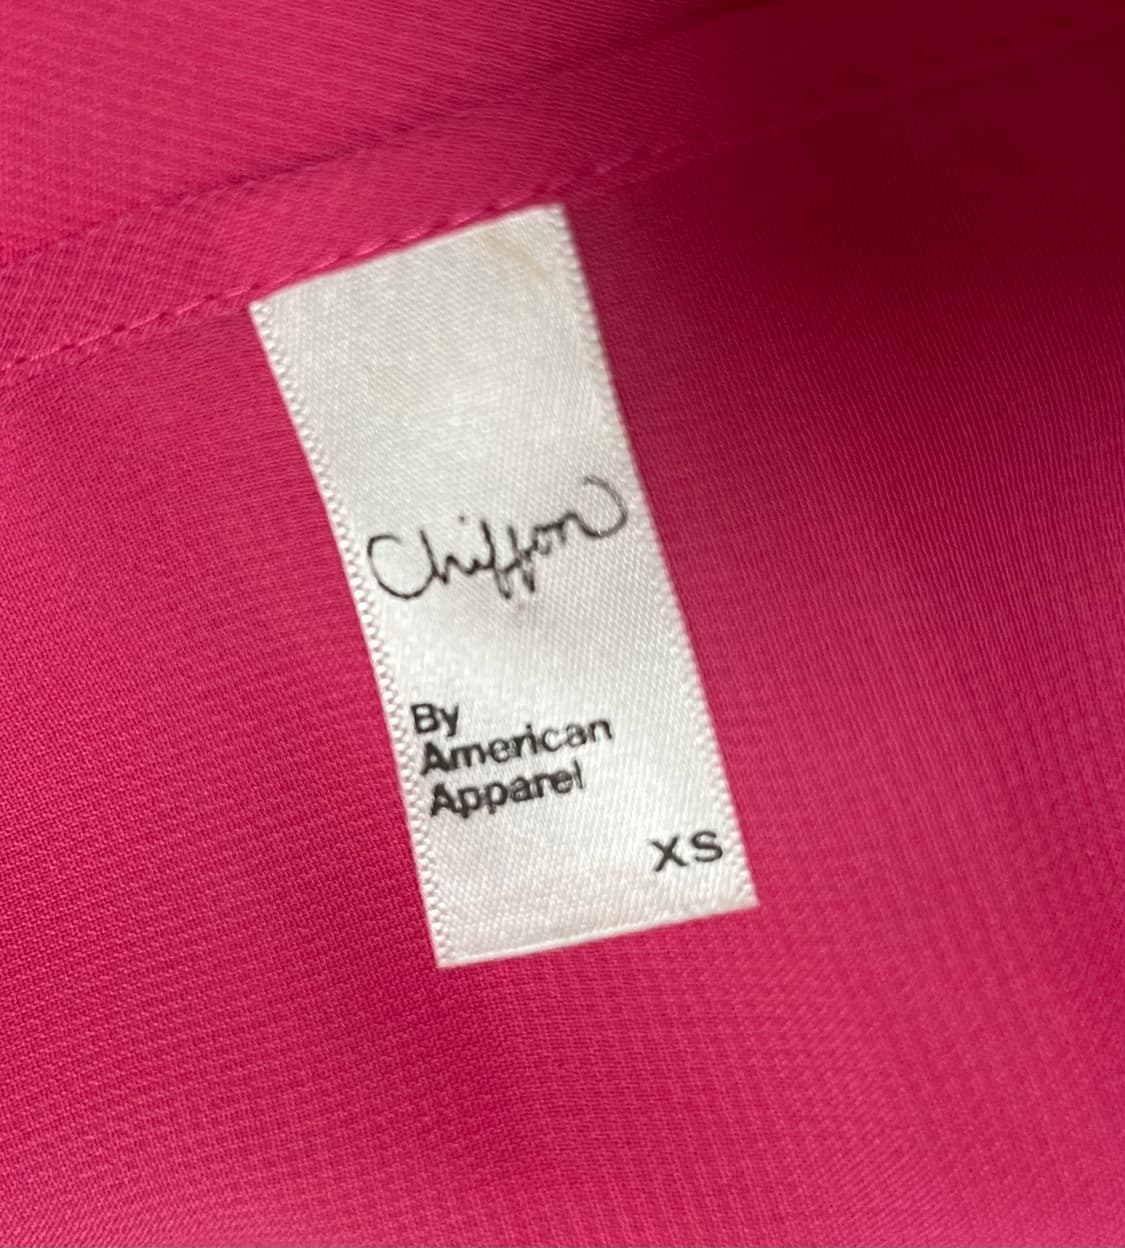 Chiffon
By
American
Apparel
XS